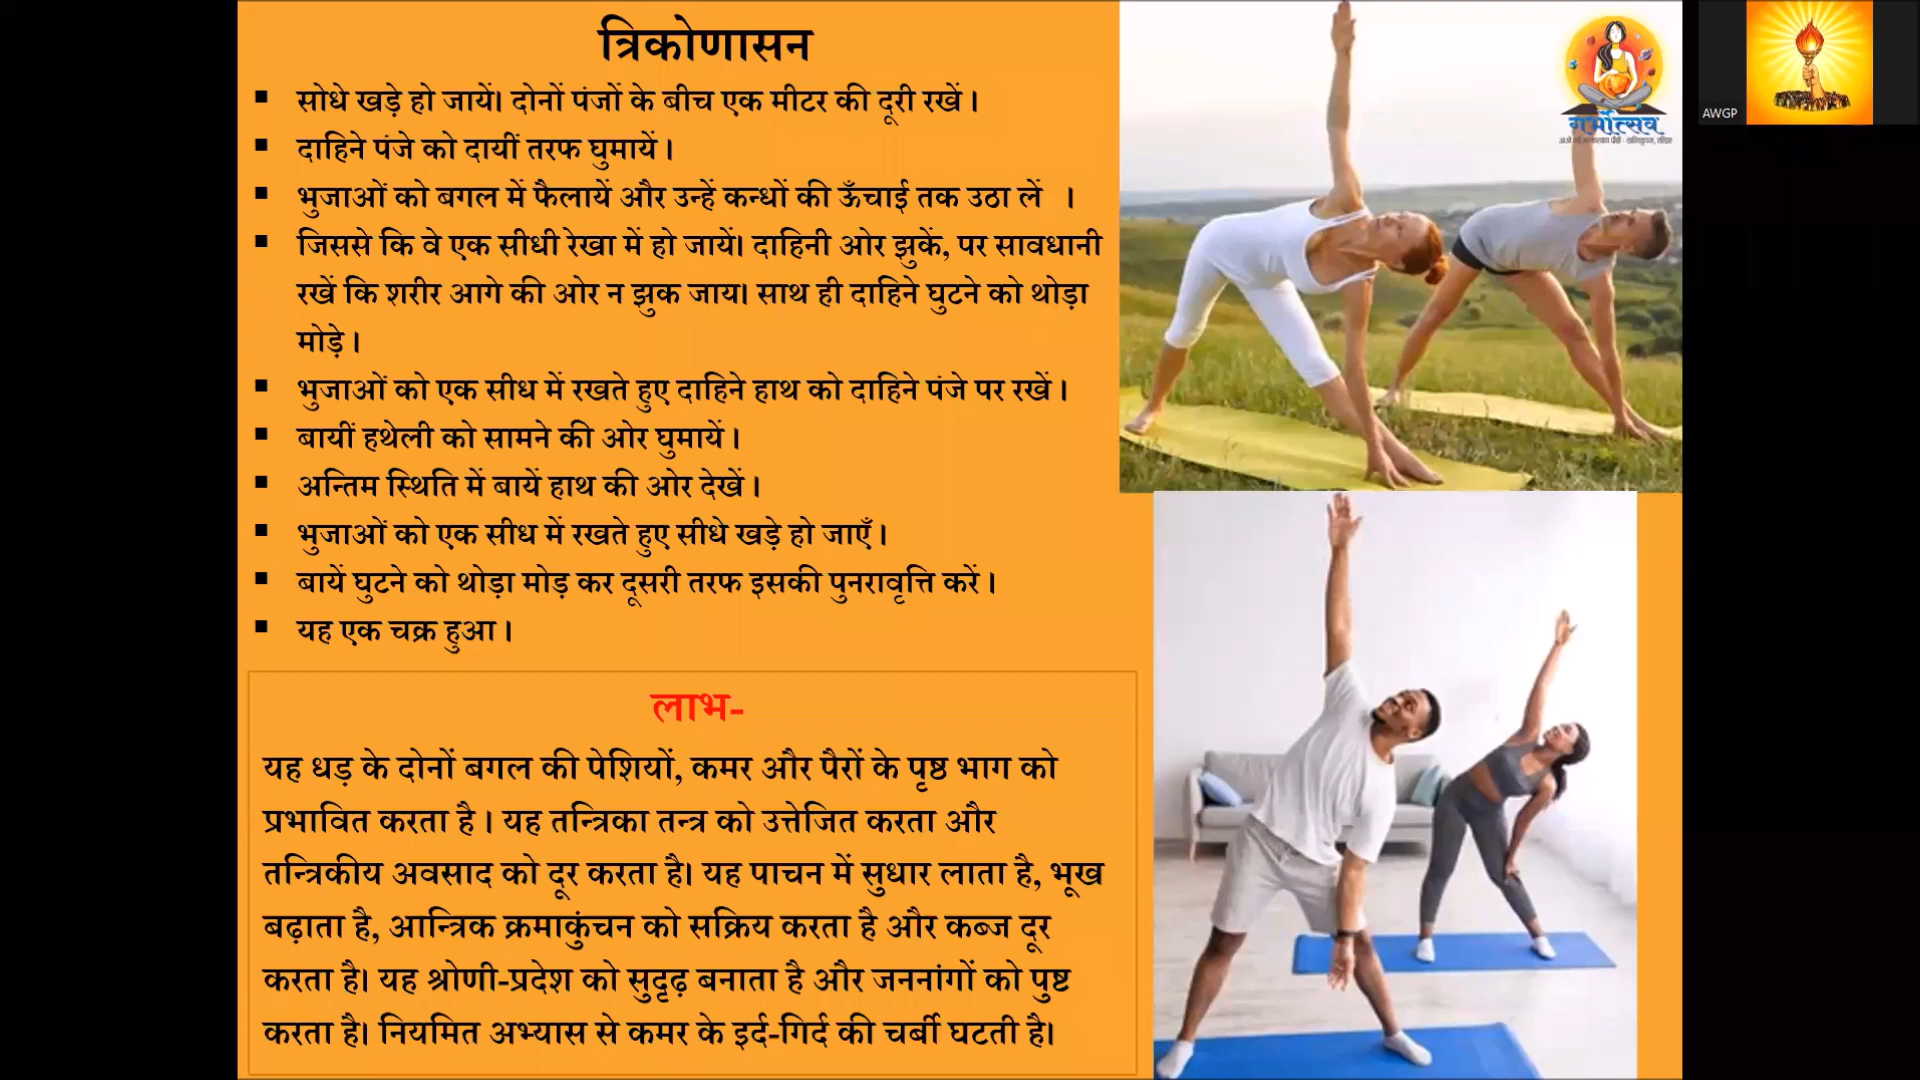 त्रिकोणासन
▪ सोधे खड़े हो जायें। दोनों पंजों के बीच एक मीटर की दूरी रखें ।
▪ दाहिने पंजे को दायीं तरफ घुमायें ।
▪ भुजाओं को बगल में फैलायें और उन्हें कन्धों की ऊँचाई तक उठा लें ।
▪ जिससे कि वे एक सीधी रेखा में हो जायें। दाहिनी ओर झुकें, पर सावधानी
रखें कि शरीर आगे की ओर न झुक जाय। साथ ही दाहिने घुटने को थोड़ा
मोड़े ।
▪ भुजाओं को एक सीध में रखते हुए दाहिने हाथ को दाहिने पंजे पर रखें ।
▪ बायीं हथेली को सामने की ओर घुमायें ।
▪ अन्तिम स्थिति में बायें हाथ की ओर देखें ।
▪ भुजाओं को एक सीध में रखते हुए सीधे खड़े हो जाएँ ।
▪ बायें घुटने को थोड़ा मोड़ कर दूसरी तरफ इसकी पुनरावृत्ति करें ।
▪ यह एक चक्र हुआ ।
लाभ-
यह धड़ के दोनों बगल की पेशियों, कमर और पैरों के पृष्ठ भाग को
प्रभावित करता है । यह तन्त्रिका तन्त्र को उत्तेजित करता और
तन्त्रिकीय अवसाद को दूर करता है। यह पाचन में सुधार लाता है, भूख
बढ़ाता है, आन्त्रिक क्रमाकुंचन को सक्रिय करता है और कब्ज दूर
करता है। यह श्रोणी-प्रदेश को सुदृढ़ बनाता है और जननांगों को पुष्ट
करता है। नियमित अभ्यास से कमर के इर्द-गिर्द की चर्बी घटती है।
गर्भोत्सव
AWGP